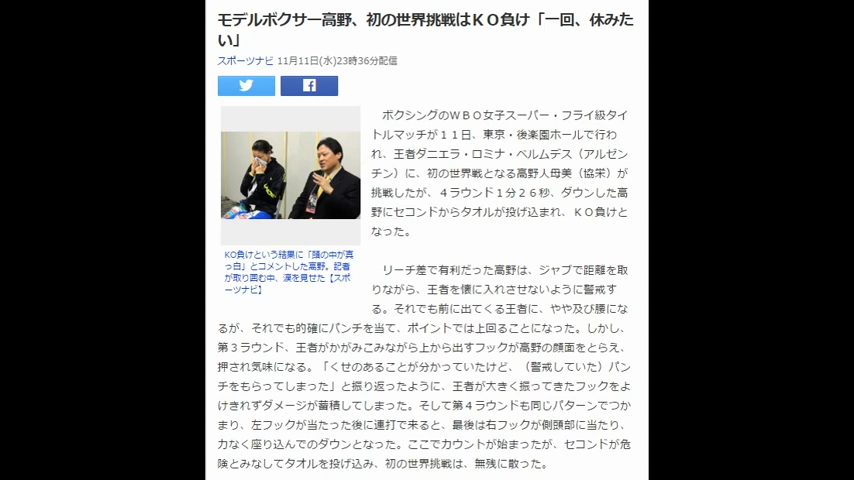 モデルボクサー高野、初の世界挑戦はＫＯ負け「一回、休みた
い」
スポーツナビ 11月11日(水)23時36分配信
ボクシングのＷＢＯ女子スーパー・フライ級タイ
トルマッチが１１日、東京・後楽園ホールで行わ
れ、王者ダニエラ・ロミナ・ベルムデス（アルゼン
チン）に、初の世界戦となる高野人母美（協栄）が
挑戦したが、４ラウンド１分２６秒、ダウンした高
野にセコンドからタオルが投げ込まれ、ＫＯ負けと
なった。
KO負けという結果に「頭の中が真
っ白」とコメントした高野。記者
が取り囲む中、涙を見せた【スポ
ーツナビ】
リーチ差で有利だった高野は、ジャブで距離を取
りながら、王者を懐に入れさせないように警戒す
る。それでも前に出てくる王者に、やや及び腰にな
るが、それでも的確にパンチを当て、ポイントでは上回ることになった。しかし、
第３ラウンド、王者がかがみこみながら上から出すフックが高野の顔面をとらえ、
押され気味になる。「くせのあることが分かっていたけど、（警戒していた）パン
チをもらってしまった」と振り返ったように、王者が大きく振ってきたフックをよ
けきれずダメージが蓄積してしまった。そして第４ラウンドも同じパターンでつか
まり、左フックが当たった後に連打で来ると、最後は右フックが側頭部に当たり、
力なく座り込んでのダウンとなった。ここでカウントが始まったが、セコンドが危
険とみなしてタオルを投げ込み、初の世界挑戦は、無残に散った。